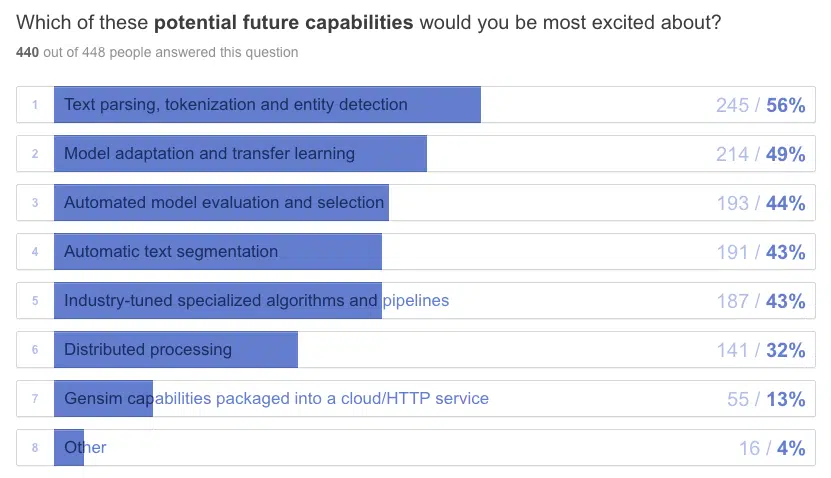 Which of these potential future capabilities would you be most excited about?
440 out of 448 people answered this question
1 Text parsing, tokenization and entity detection 245 / 56%
2 Model adaptation and transfer learning 214 / 49%
3 Automated model evaluation and selection 193 / 44%
4 Automatic text segmentation 191 / 43%
5 Industry-tuned specialized algorithms and pipelines 187 / 43%
6 Distributed processing 141 / 32%
7 Gensim capabilities packaged into a cloud/HTTP service 55 / 13%
8 Other 16 / 4%